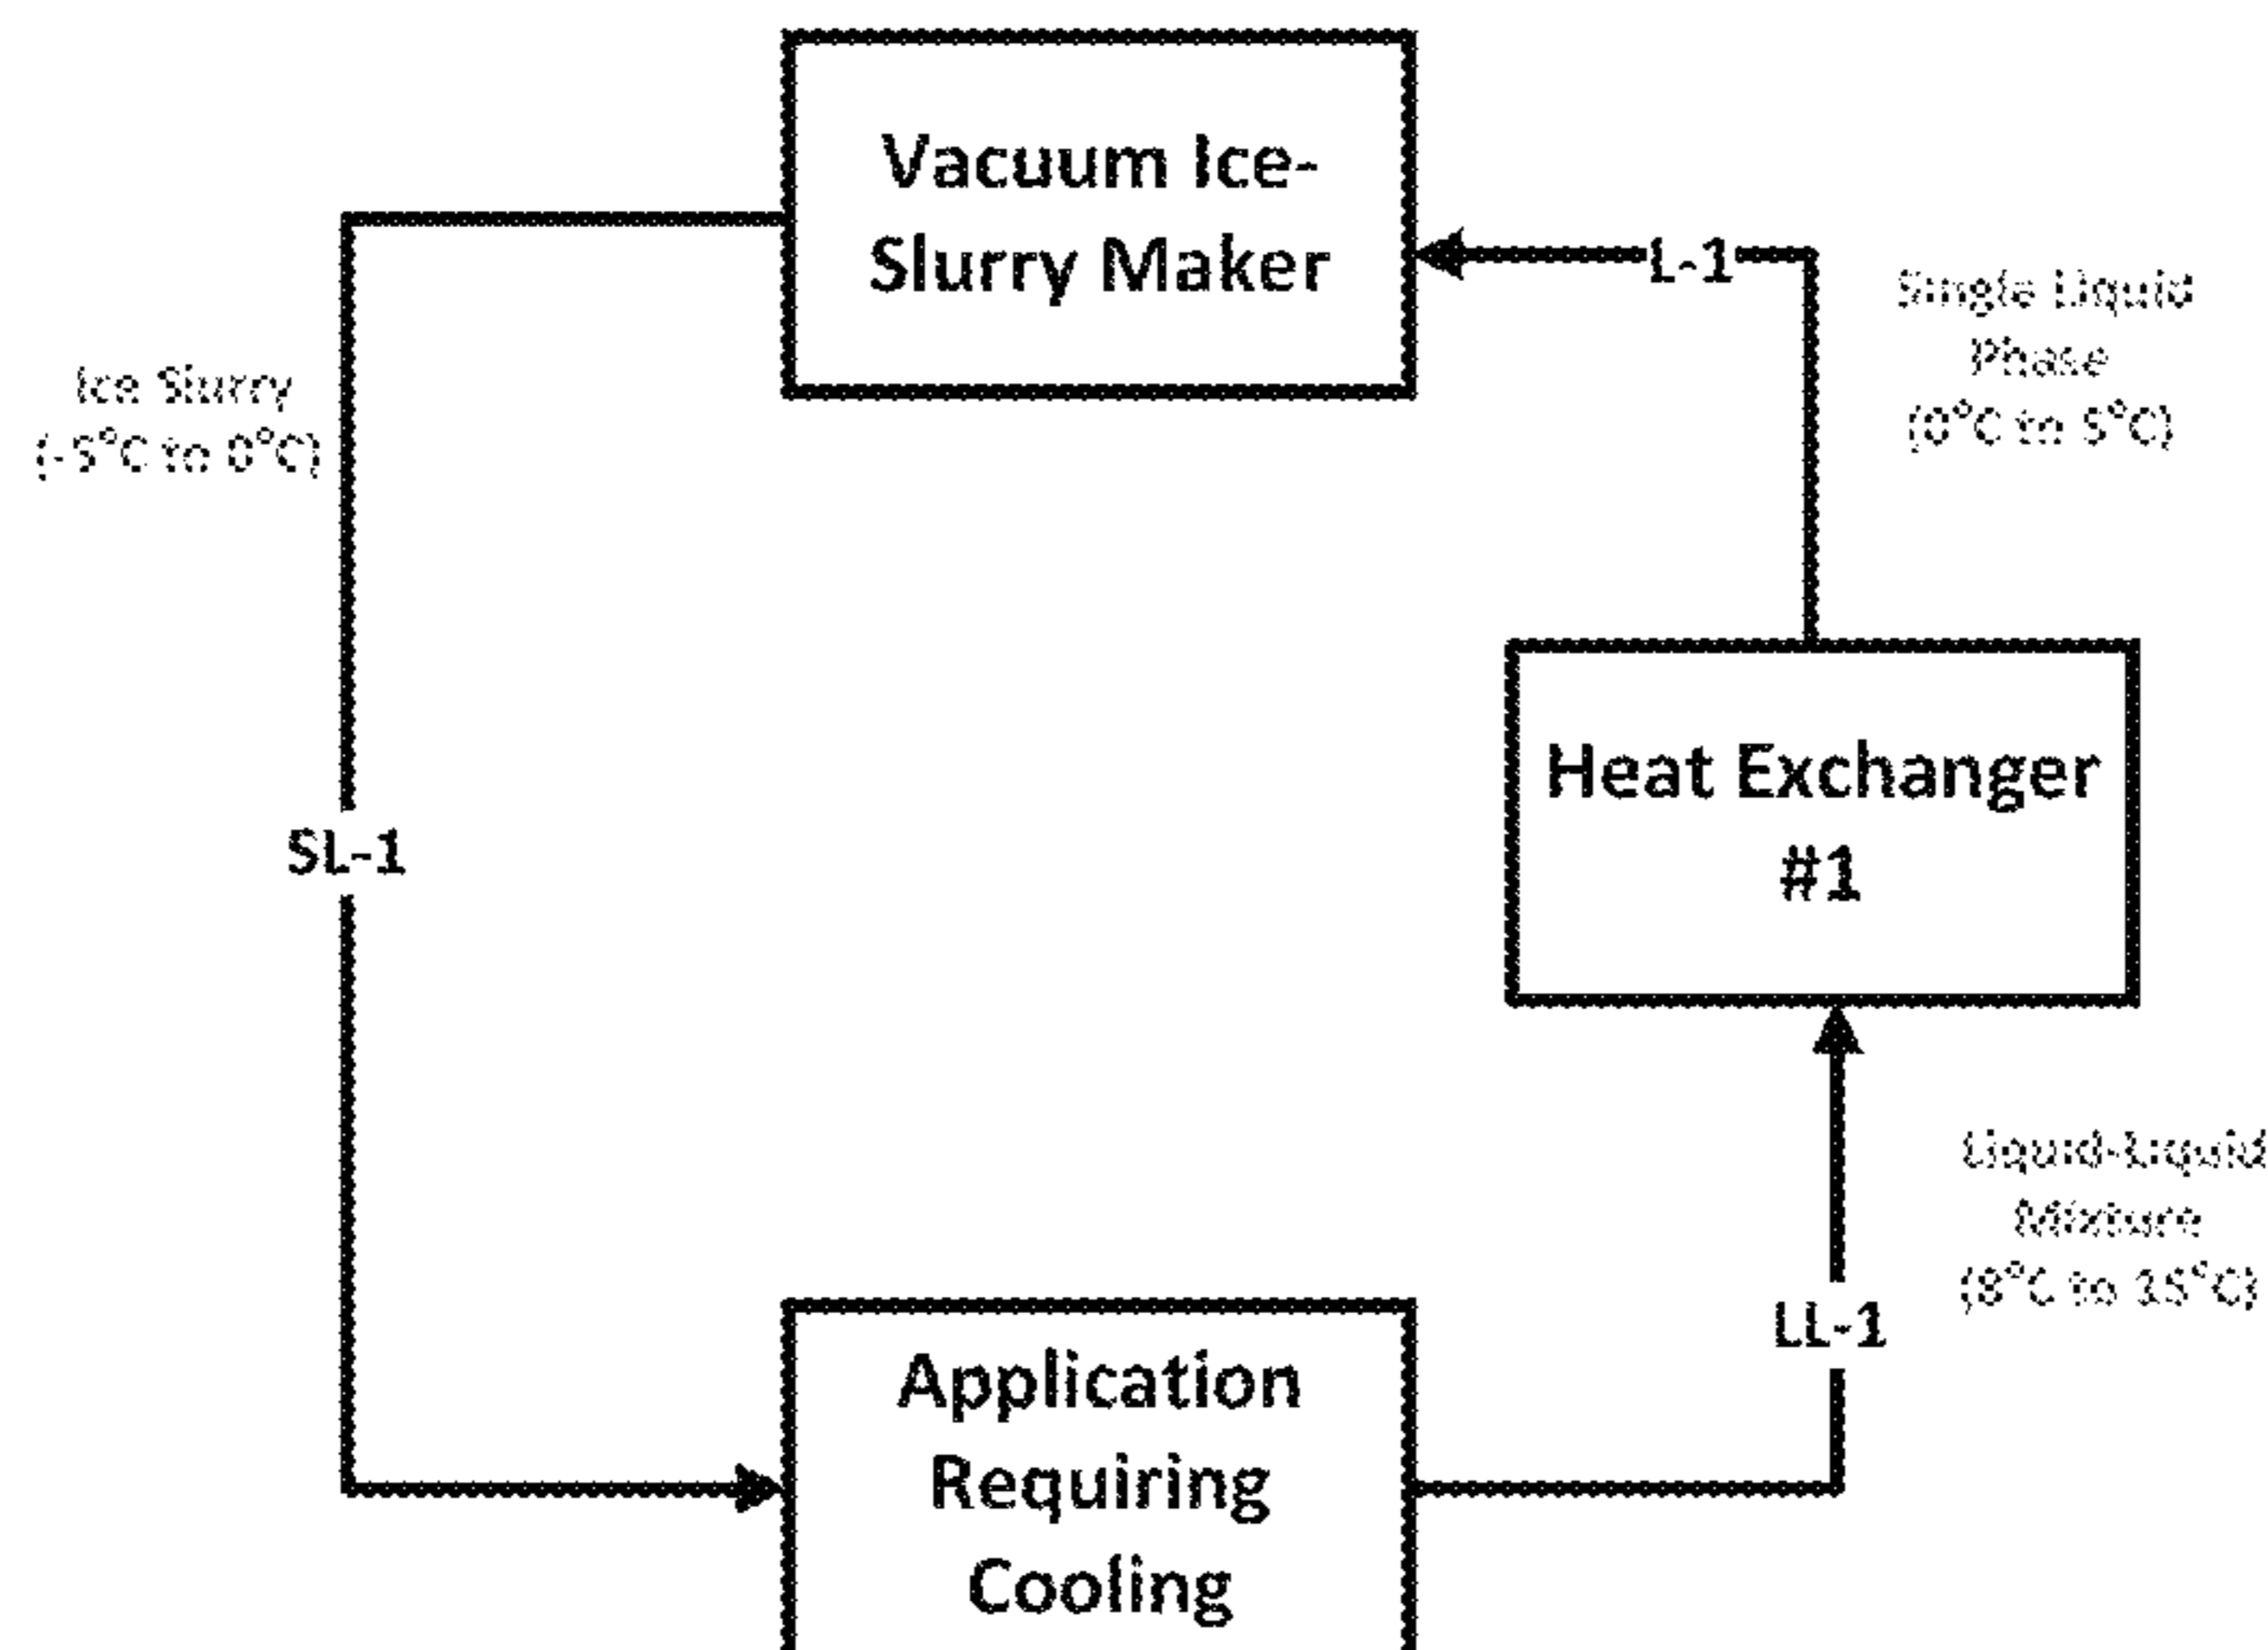 Vacuum Ice-
Slurry Maker
L-1
Single Liquid
Phase
(0°C to 5°C)
Ice Slurry
(-5°C to 0°C)
Heat Exchanger
#1
SL-1
Liquid-Liquid
Mixture
(8°C to 15°C)
LL-1
Application
Requiring
Cooling